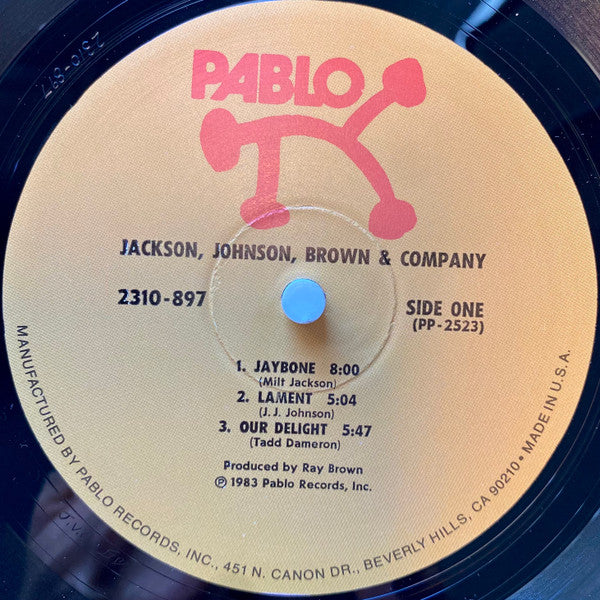 PABLO
JACKSON, JOHNSON, BROWN & COMPANY
2310-897
SIDE ONE
(PP-2523)
1. JAYBONE 8:00
(Milt Jackson)
2. LAMENT 5:04
(J. J. Johnson)
3. OUR DELIGHT 5:47
(Tadd Dameron)
Produced by Ray Brown
℗ 1983 Pablo Records, Inc.
MANUFACTURED BY PABLO RECORDS, INC., 451 N. CANON DR., BEVERLY HILLS, CA 90210 • MADE IN U.S.A.
2310-897